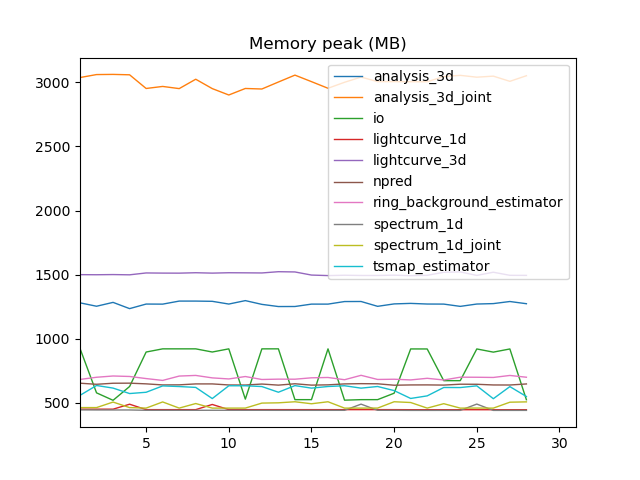 Memory peak (MB)
3000
2500
2000
1500
1000
500
analysis_3d
analysis_3d_joint
io
lightcurve_1d
lightcurve_3d
npred
ring_background_estimator
spectrum_1d
spectrum_1d_joint
tsmap_estimator
5 10 15 20 25 30